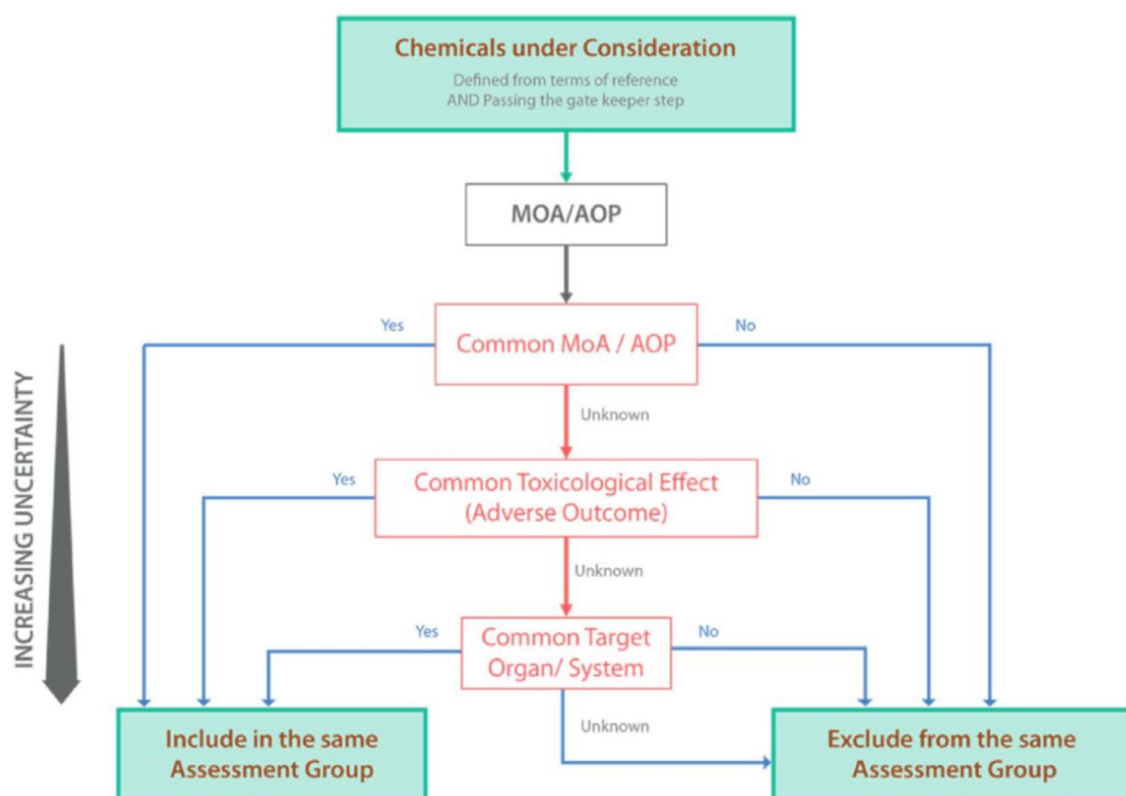 Chemicals under Consideration
Defined from terms of reference
AND Passing the gate keeper step
MOA/AOP
Yes
No
Common MoA / AOP
Unknown
Yes
No
Common Toxicological Effect
(Adverse Outcome)
Unknown
Yes
No
Common Target
Organ/ System
Unknown
INCREASING UNCERTAINTY
Include in the same
Assessment Group
Exclude from the same
Assessment Group